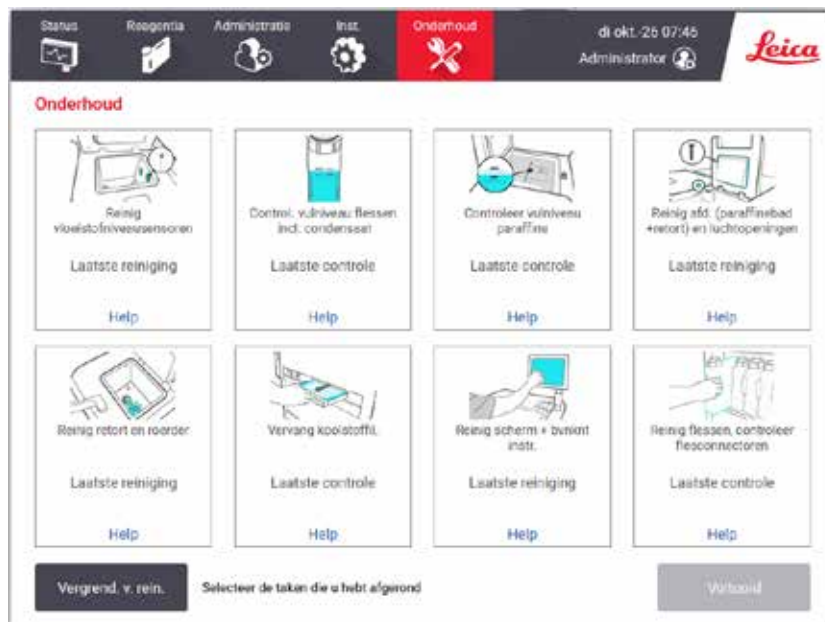 Status Reagentia Administratie Inst. Onderhoud
di okt.-26 07:46
Administrator
Leica
Onderhoud
Reinig
vloeistofniveausensoren
Laatste reiniging
Help
Control. vulniveau flessen
incl. condensaat
Laatste controle
Help
Controleer vulniveau
paraffine
Laatste controle
Help
Reinig afd. (paraffinebad
+retort) en luchtopeningen
Laatste reiniging
Help
Reinig retort en roerder
Laatste reiniging
Help
Vervang koolstoffil.
Laatste controle
Help
Reinig scherm + bvnknt
instr.
Laatste reiniging
Help
Reinig flessen, controleer
flesconnectoren
Laatste controle
Help
Vergrend. v. rein.
Selecteer de taken die u hebt afgerond
Voltooid